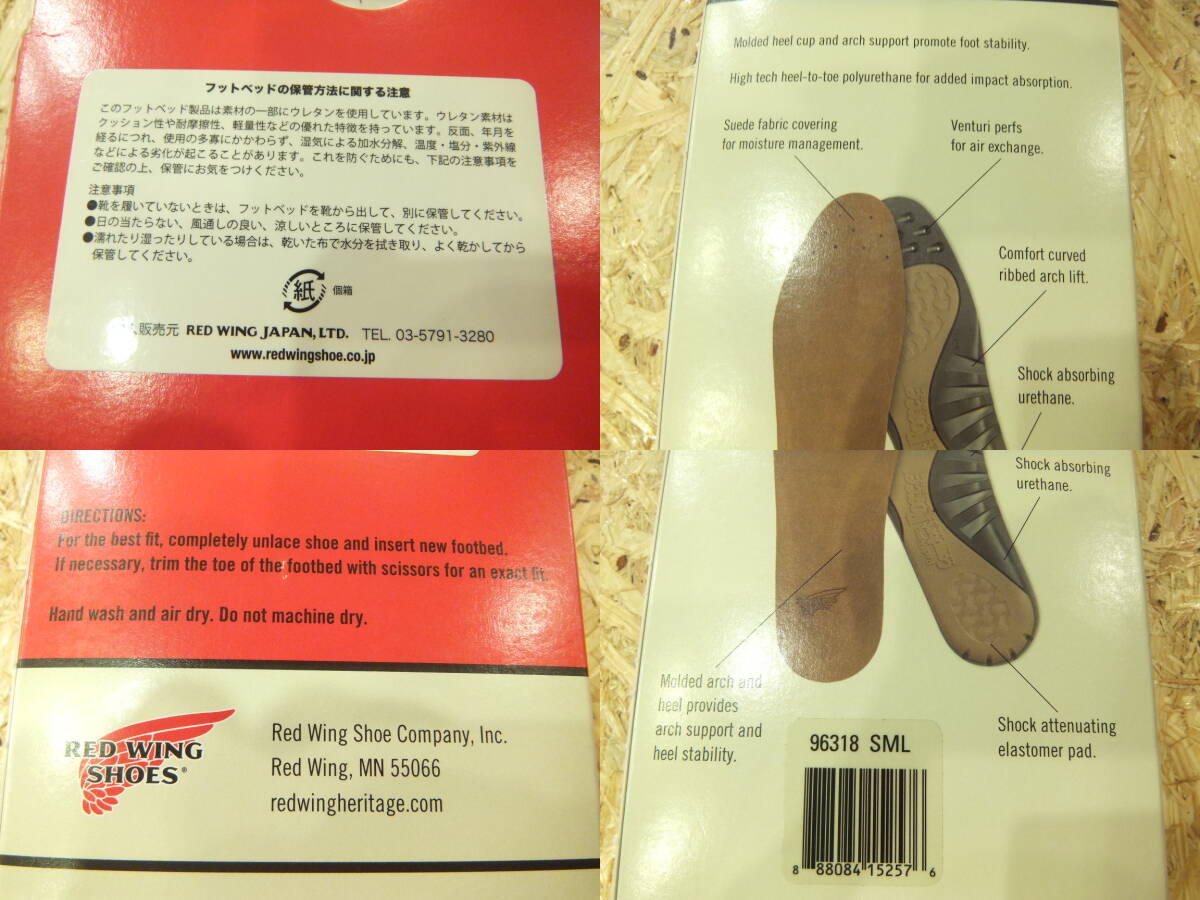 フットベッドの保管方法に関する注意
このフットベッド製品は素材の一部にウレタンを使用しています。ウレタン素材は
クッション性や耐摩擦性、軽量性などの優れた特徴を持っています。反面、年月を
経るにつれ、使用の多寡にかかわらず、湿気による加水分解、温度・塩分・紫外線
などによる劣化が起こることがあります。これを防ぐためにも、下記の注意事項を
ご確認の上、保管にお気をつけください。
注意事項
●靴を履いていないときは、フットベッドを靴から出して、別に保管してください。
●日の当たらない、風通しの良い、涼しいところに保管してください。
●濡れたり湿ったりしている場合は、乾いた布で水分を拭き取り、よく乾かしてから
保管してください。
紙 個箱
販売元 RED WING JAPAN, LTD. TEL. 03-5791-3280
www.redwingshoe.co.jp
Molded heel cup and arch support promote foot stability.
High tech heel-to-toe polyurethane for added impact absorption.
Suede fabric covering
for moisture management.
Venturi perfs
for air exchange.
Comfort curved
ribbed arch lift.
Shock absorbing
urethane.
DIRECTIONS:
For the best fit, completely unlace shoe and insert new footbed.
If necessary, trim the toe of the footbed with scissors for an exact fit.
Hand wash and air dry. Do not machine dry.
RED WING
SHOES®
Red Wing Shoe Company, Inc.
Red Wing, MN 55066
redwingheritage.com
Shock absorbing
urethane.
Molded arch and
heel provides
arch support and
heel stability.
Shock attenuating
elastomer pad.
96318 SML
8 88084 15257 6